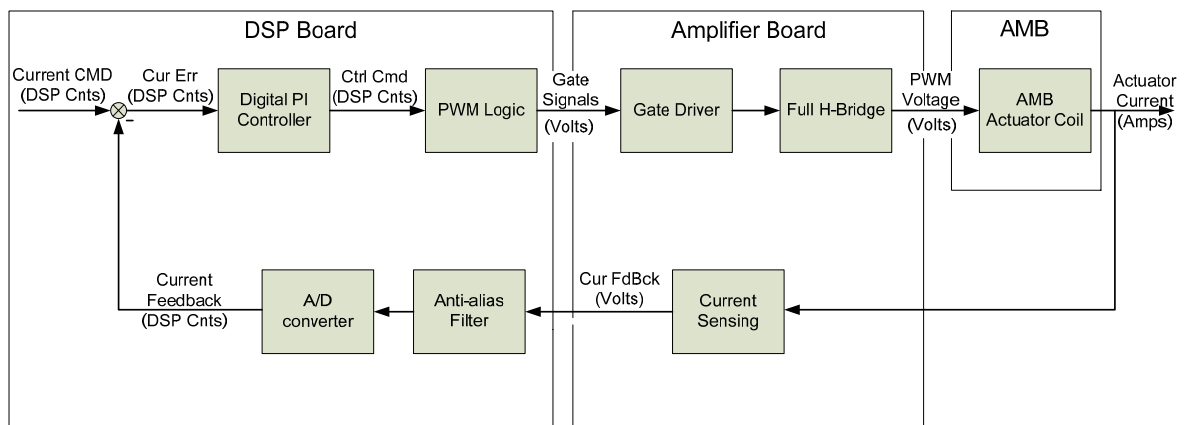 DSP Board
Amplifier Board
AMB
Current CMD
(DSP Cnts)
Cur Err
(DSP Cnts)
Digital PI
Controller
Ctrl Cmd
(DSP Cnts)
PWM Logic
Gate
Signals
(Volts)
Gate Driver
Full H-Bridge
PWM
Voltage
(Volts)
AMB
Actuator Coil
Actuator
Current
(Amps)
-
Current
Feedback
(DSP Cnts)
A/D
converter
Anti-alias
Filter
Cur FdBck
(Volts)
Current
Sensing